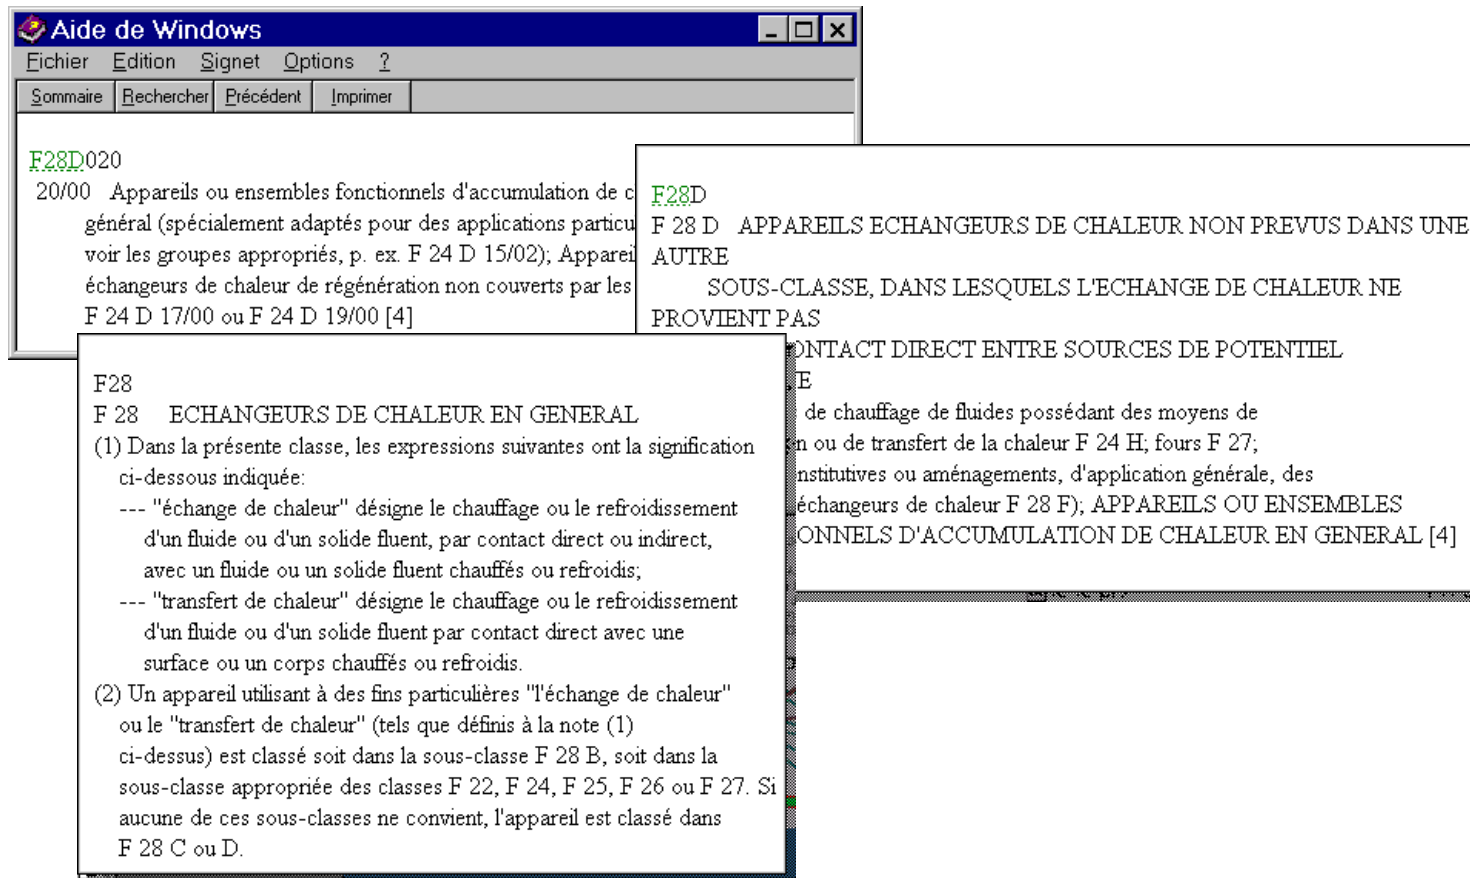 Aide de Windows
Fichier Edition Signet Options ?
Sommaire Rechercher Précédent Imprimer
F28D020
20/00 Appareils ou ensembles fonctionnels d'accumulation de c
général (spécialement adaptés pour des applications particu
voir les groupes appropriés, p. ex. F 24 D 15/02); Appareil
échangeurs de chaleur de régénération non couverts par les
F 24 D 17/00 ou F 24 D 19/00 [4]
F28D
F 28 D APPAREILS ECHANGEURS DE CHALEUR NON PREVUS DANS UNE
AUTRE
SOUS-CLASSE, DANS LESQUELS L'ECHANGE DE CHALEUR NE
PROVIENT PAS
ONTACT DIRECT ENTRE SOURCES DE POTENTIEL
E
de chauffage de fluides possédant des moyens de
n ou de transfert de la chaleur F 24 H; fours F 27;
nstitutives ou aménagements, d'application générale, des
échangeurs de chaleur F 28 F); APPAREILS OU ENSEMBLES
ONNELS D'ACCUMULATION DE CHALEUR EN GENERAL [4]
F28
F 28 ECHANGEURS DE CHALEUR EN GENERAL
(1) Dans la présente classe, les expressions suivantes ont la signification
ci-dessous indiquée:
--- "échange de chaleur" désigne le chauffage ou le refroidissement
d'un fluide ou d'un solide fluent, par contact direct ou indirect,
avec un fluide ou un solide fluent chauffés ou refroidis;
--- "transfert de chaleur" désigne le chauffage ou le refroidissement
d'un fluide ou d'un solide fluent par contact direct avec une
surface ou un corps chauffés ou refroidis.
(2) Un appareil utilisant à des fins particulières "l'échange de chaleur"
ou le "transfert de chaleur" (tels que définis à la note (1)
ci-dessus) est classé soit dans la sous-classe F 28 B, soit dans la
sous-classe appropriée des classes F 22, F 24, F 25, F 26 ou F 27. Si
aucune de ces sous-classes ne convient, l'appareil est classé dans
F 28 C ou D.